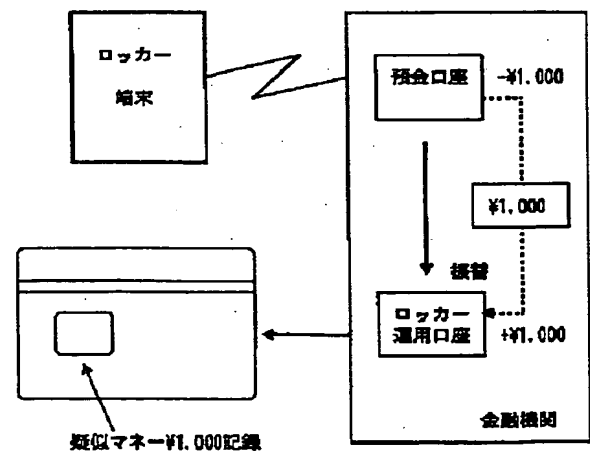 ロッカー
端末
預金口座
-¥1.000
¥1.000
振替
ロッカー
運用口座
+¥1.000
金融機関
疑似マネー¥1.000記録